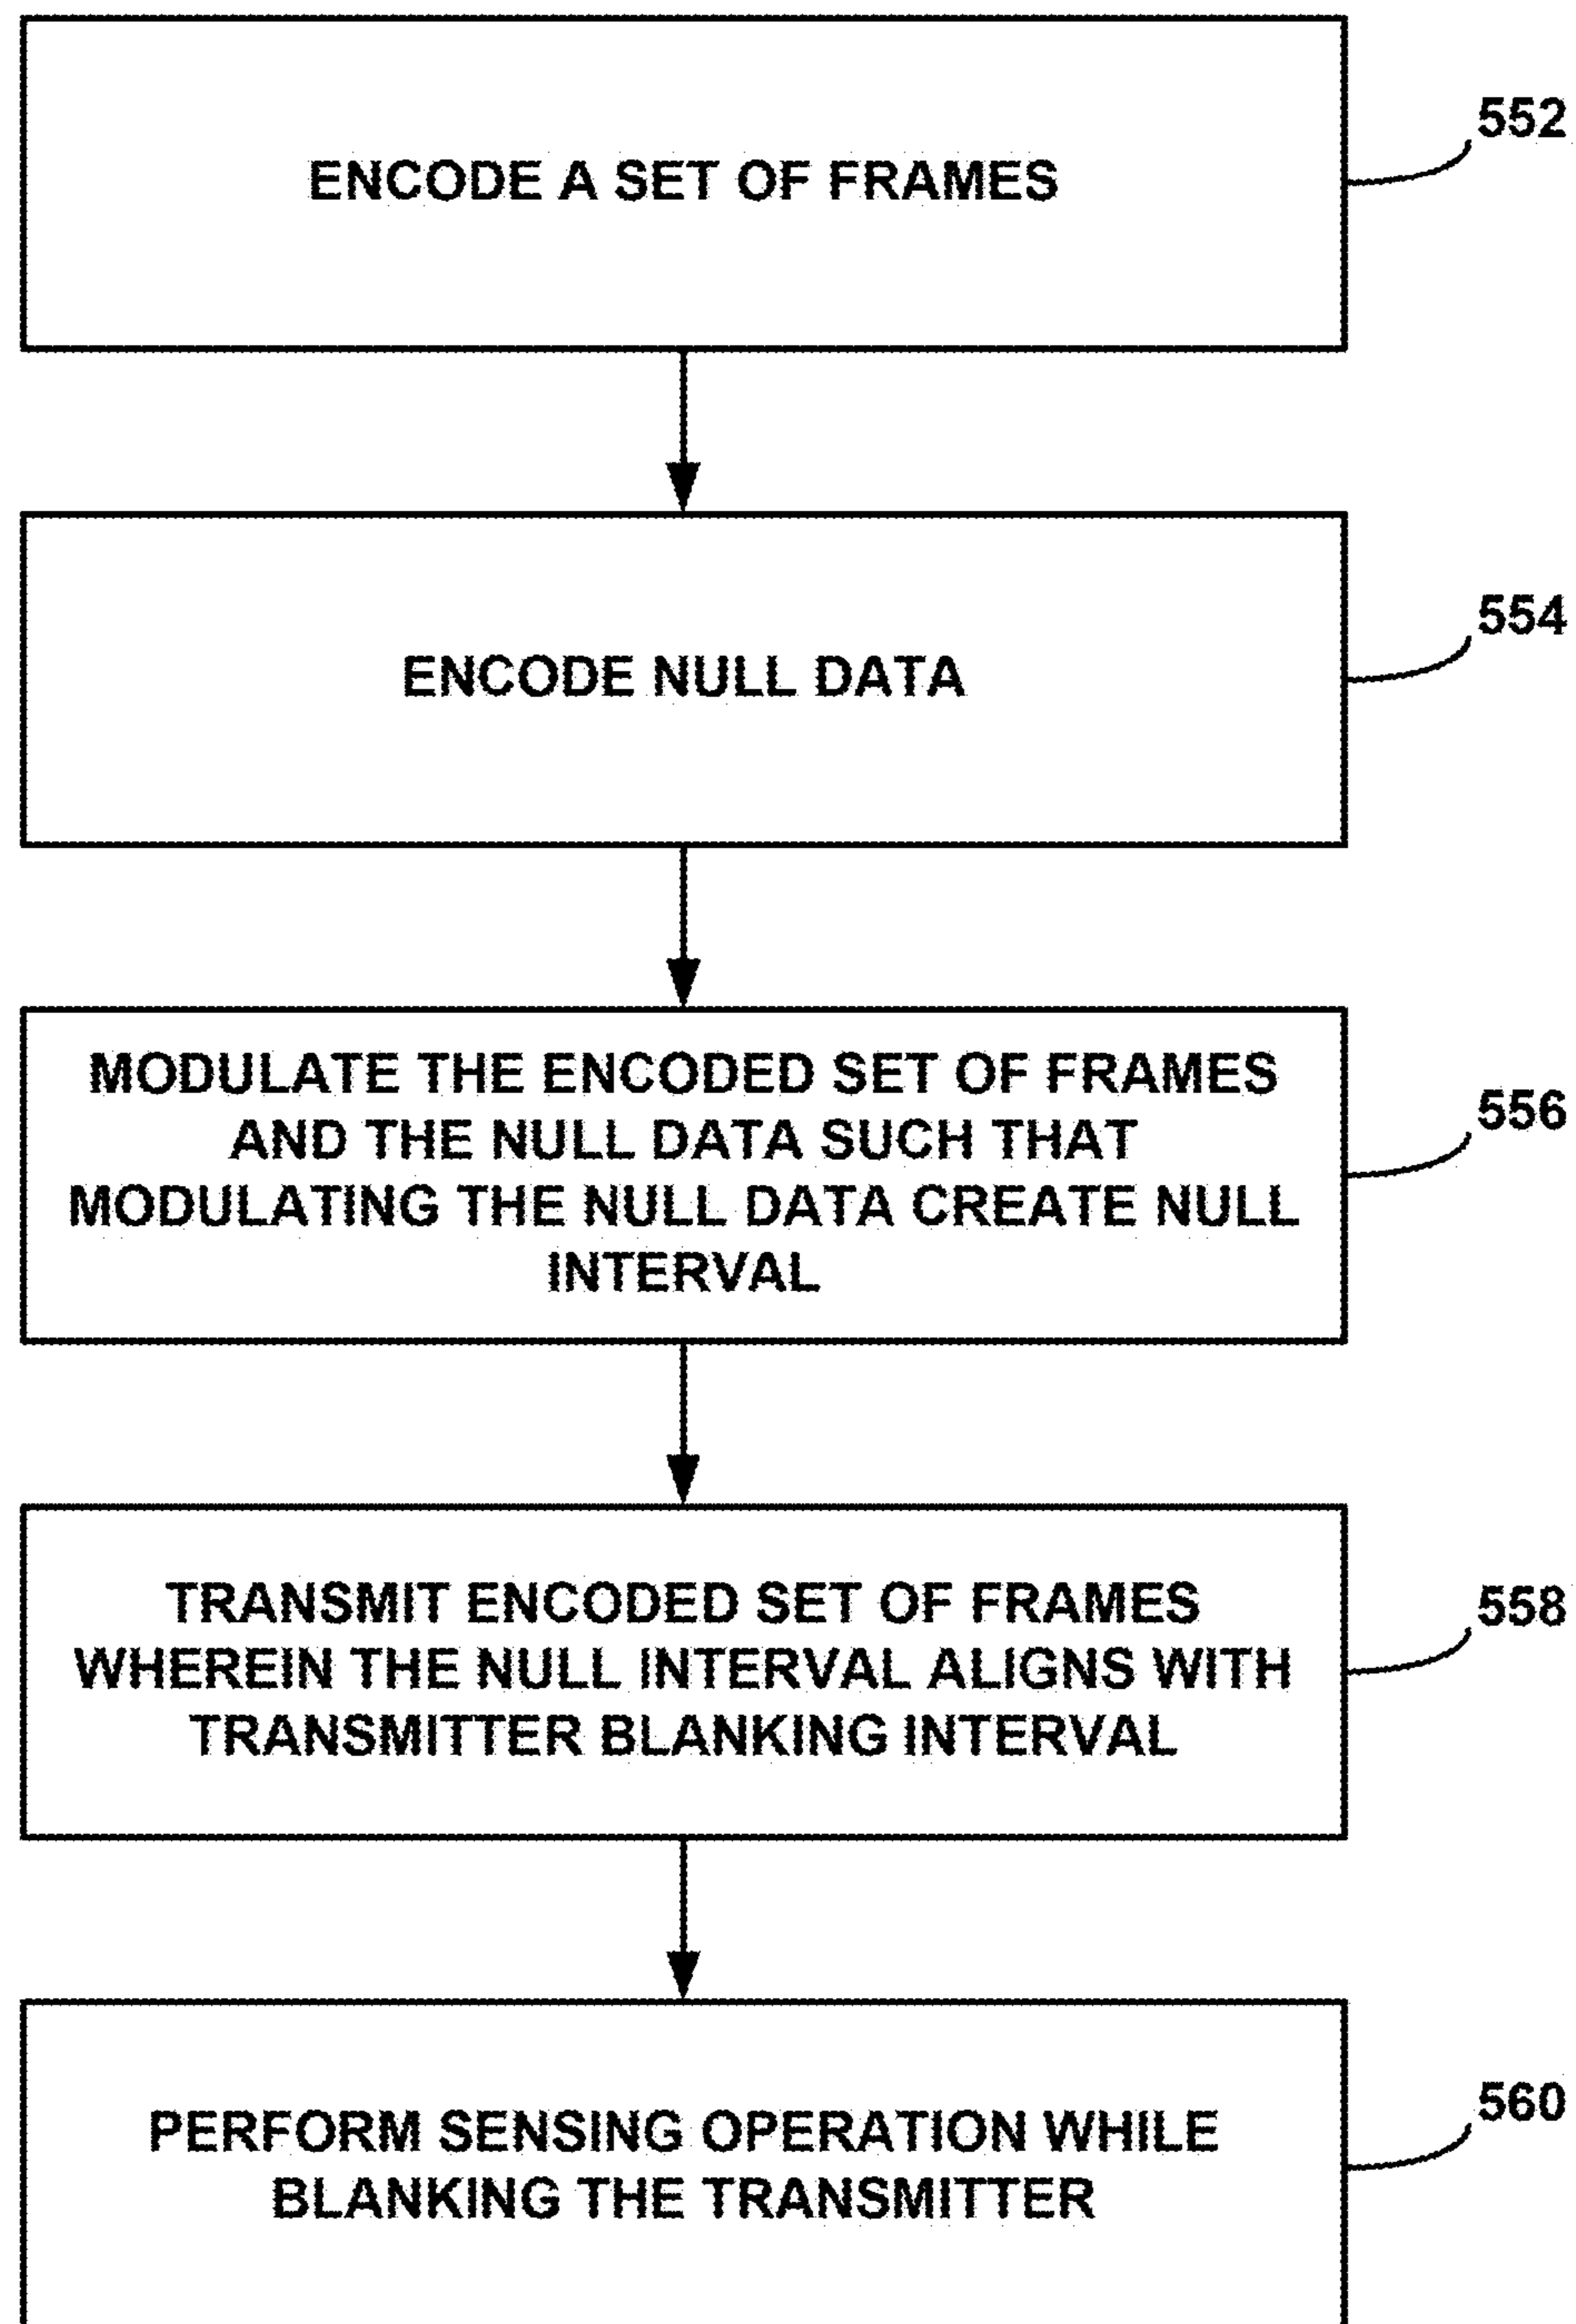 552
ENCODE A SET OF FRAMES
554
ENCODE NULL DATA
MODULATE THE ENCODED SET OF FRAMES
AND THE NULL DATA SUCH THAT
556
MODULATING THE NULL DATA CREATE NULL
INTERVAL
TRANSMIT ENCODED SET OF FRAMES
558
WHEREIN THE NULL INTERVAL ALIGNS WITH
TRANSMITTER BLANKING INTERVAL
560
PERFORM SENSING OPERATION WHILE
BLANKING THE TRANSMITTER